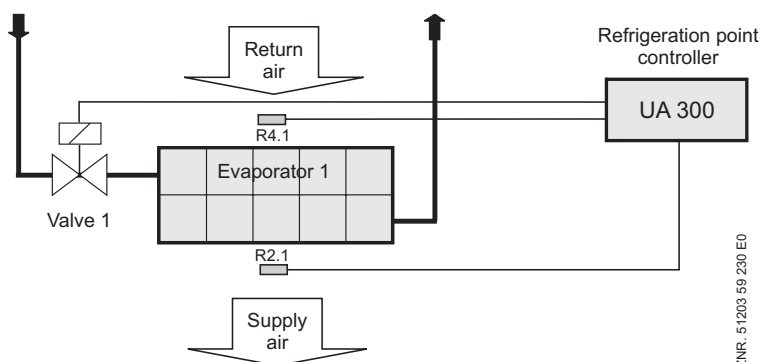 Return
air
Refrigeration point
controller
UA 300
R4.1
Evaporator 1
Valve 1
R2.1
Supply
air
ZNR. 51203 59 230 E0